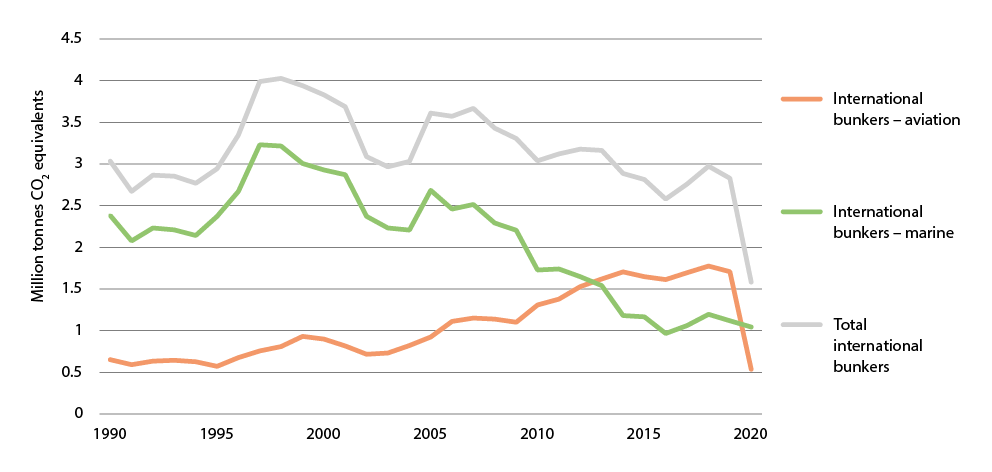 Million tonnes CO2 equivalents
4.5
4
3.5
3
2.5
2
1.5
1
0.5
0
1990 1995 2000 2005 2010 2015 2020
International
bunkers – aviation
International
bunkers – marine
Total
international
bunkers